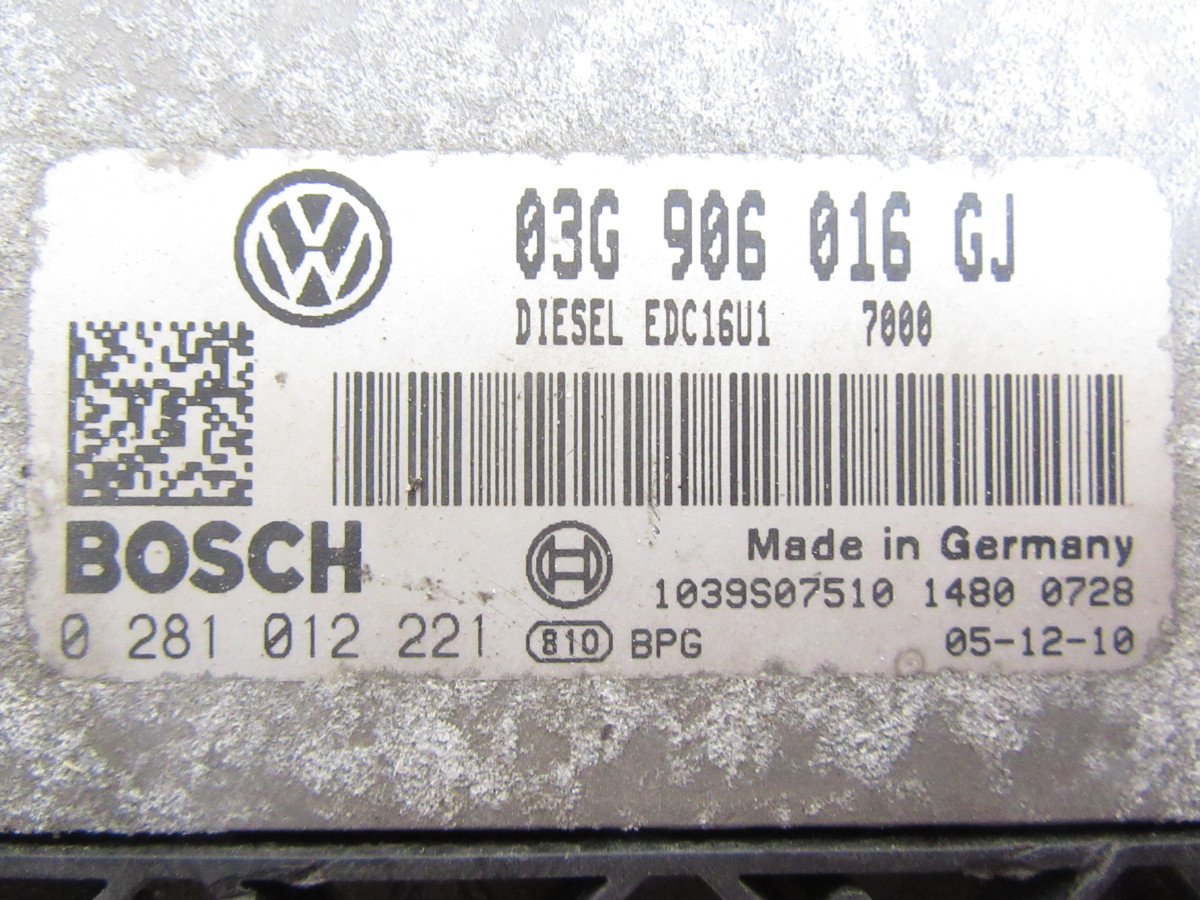 03G 906 016 GJ
DIESEL EDC16U1 7000
BOSCH
Made in Germany
1039S07510 1480 0728
0 281 012 221 810 BPG 05-12-10